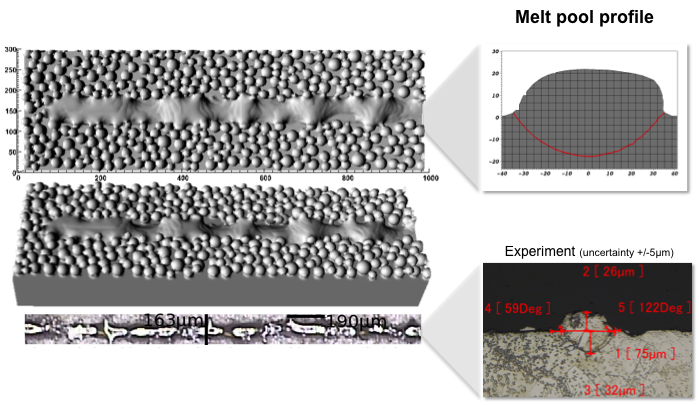 Melt pool profile
300
250
200
150
100
50
0
0 200 400 600 800 1000
30
20
10
0
-10
-20
-40 -30 -20 -10 0 10 20 30 40
Experiment (uncertainty +/-5μm)
2 [ 26μm ]
4 [ 59Deg ] 5 [ 122Deg ]
1 [ 75μm ]
3 [ 32μm ]
163μm 190μm